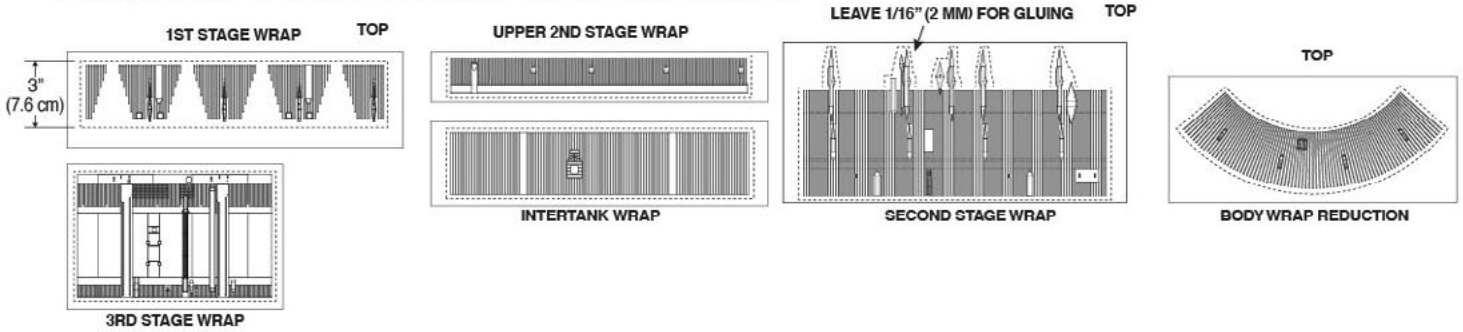 LEAVE 1/16” (2 MM) FOR GLUING TOP
1ST STAGE WRAP TOP
UPPER 2ND STAGE WRAP
TOP
3”
(7.6 cm)
INTERTANK WRAP
SECOND STAGE WRAP
BODY WRAP REDUCTION
3RD STAGE WRAP